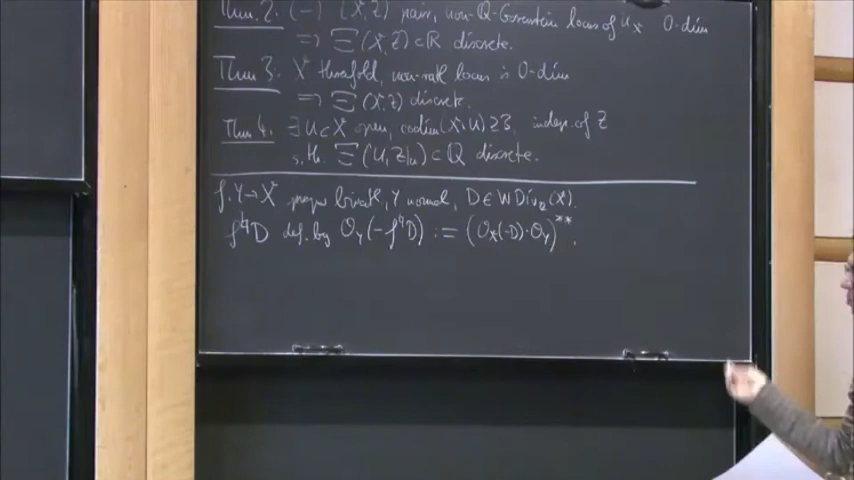 Thm 2. (-) (X,Z) pair, non-Q-Gorenstein locus of U_X 0-dim
⇒ Ξ(X,Z) ⊂ ℝ discrete.
Thm 3. X threefold, non-rat'l locus is 0-dim
⇒ Ξ(X,Z) discrete.
Thm 4. ∃ U ⊂ X open, codim(X\U) ≥ 3, indep. of Z
s.th. Ξ(U, Z|_U) ⊂ ℚ discrete.
f: Y → X proper birat'l, Y normal, D ∈ WDiv_ℚ(X).
f^♮D def. by O_Y(-f^♮D) := (O_X(-D)·O_Y)^**.